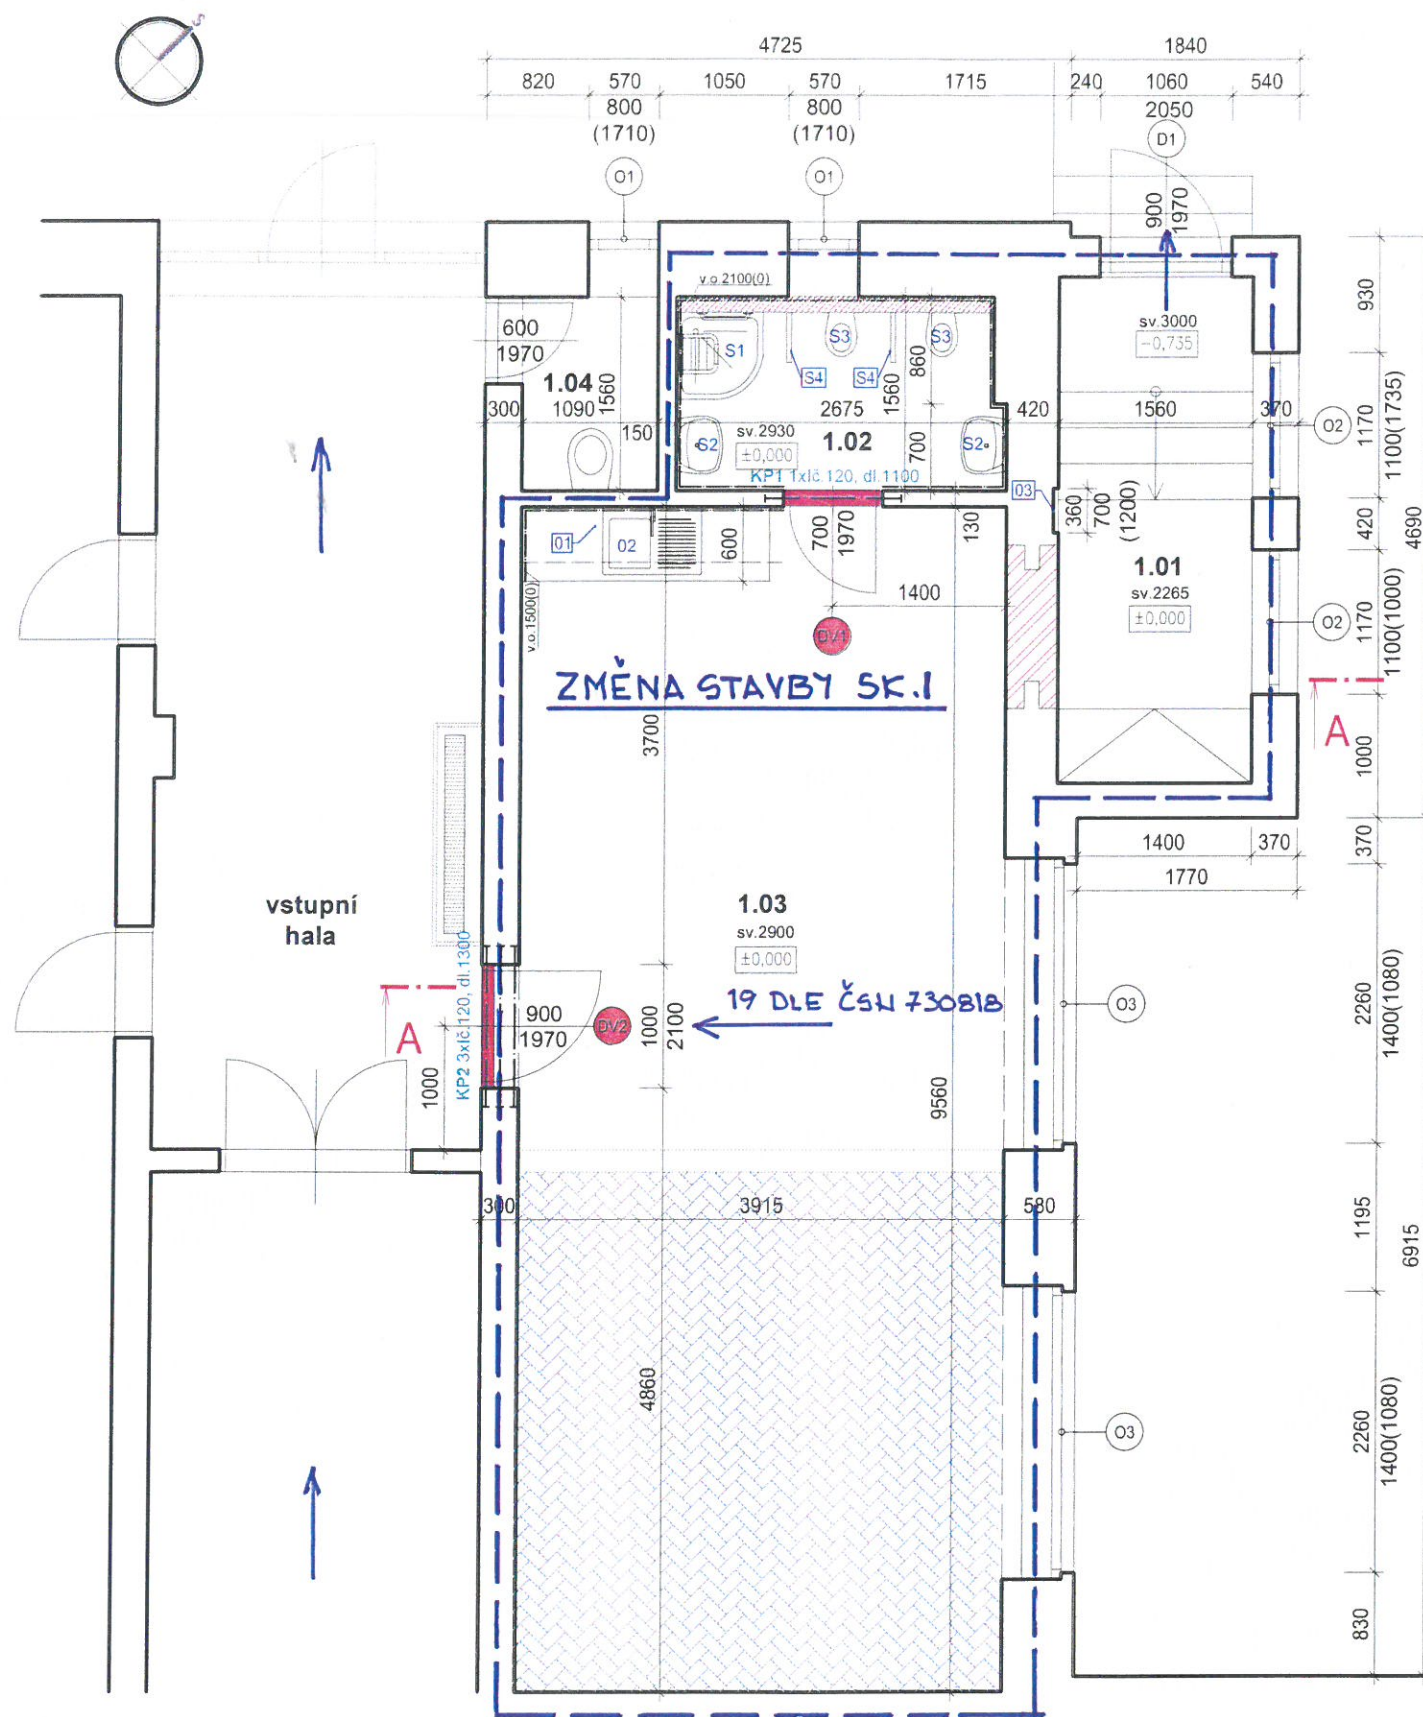 S
4725
1840
820
570
1050
570
1715
240
1060
540
800
(1710)
800
(1710)
2050
O1
O1
D1
900
1970
v.o.2100(0)
sv.3000
-0,735
930
600
1970
1.04
1560
S1
S3
S3
S4
S4
860
1560
300
1090
2675
420
1560
370
150
S2
sv.2930
±0,000
1.02
700
S2
O2
1170
1100(1735)
KP1 1xIč.120, dl.1100
03
360
700
(1200)
420
4690
01
02
600
700
1970
130
1.01
sv.2265
±0,000
v.o.1500(0)
1400
DV1
O2
1170
1100(1000)
ZMĚNA STAVBY SK.I
3700
A
1000
1400
370
370
1770
vstupní
hala
1.03
sv.2900
±0,000
KP2 3xIč.120, dl.1300
19 DLE ČSN 730818
900
1970
DV2
1000
2100
A
1000
O3
2260
1400(1080)
9560
300
3915
580
1195
6915
4860
O3
2260
1400(1080)
830